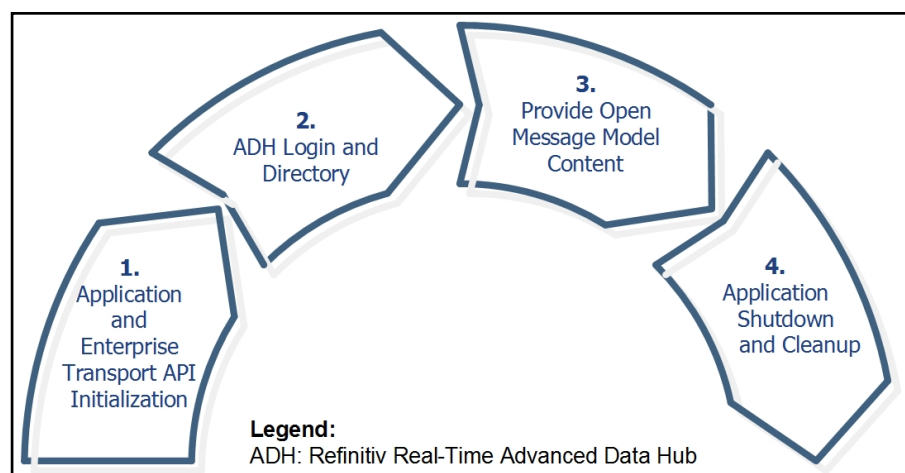 1.
Application
and
Enterprise
Transport API
Initialization
2.
ADH Login and
Directory
3.
Provide Open
Message Model
Content
4.
Application
Shutdown
and Cleanup
Legend:
ADH: Refinitiv Real-Time Advanced Data Hub